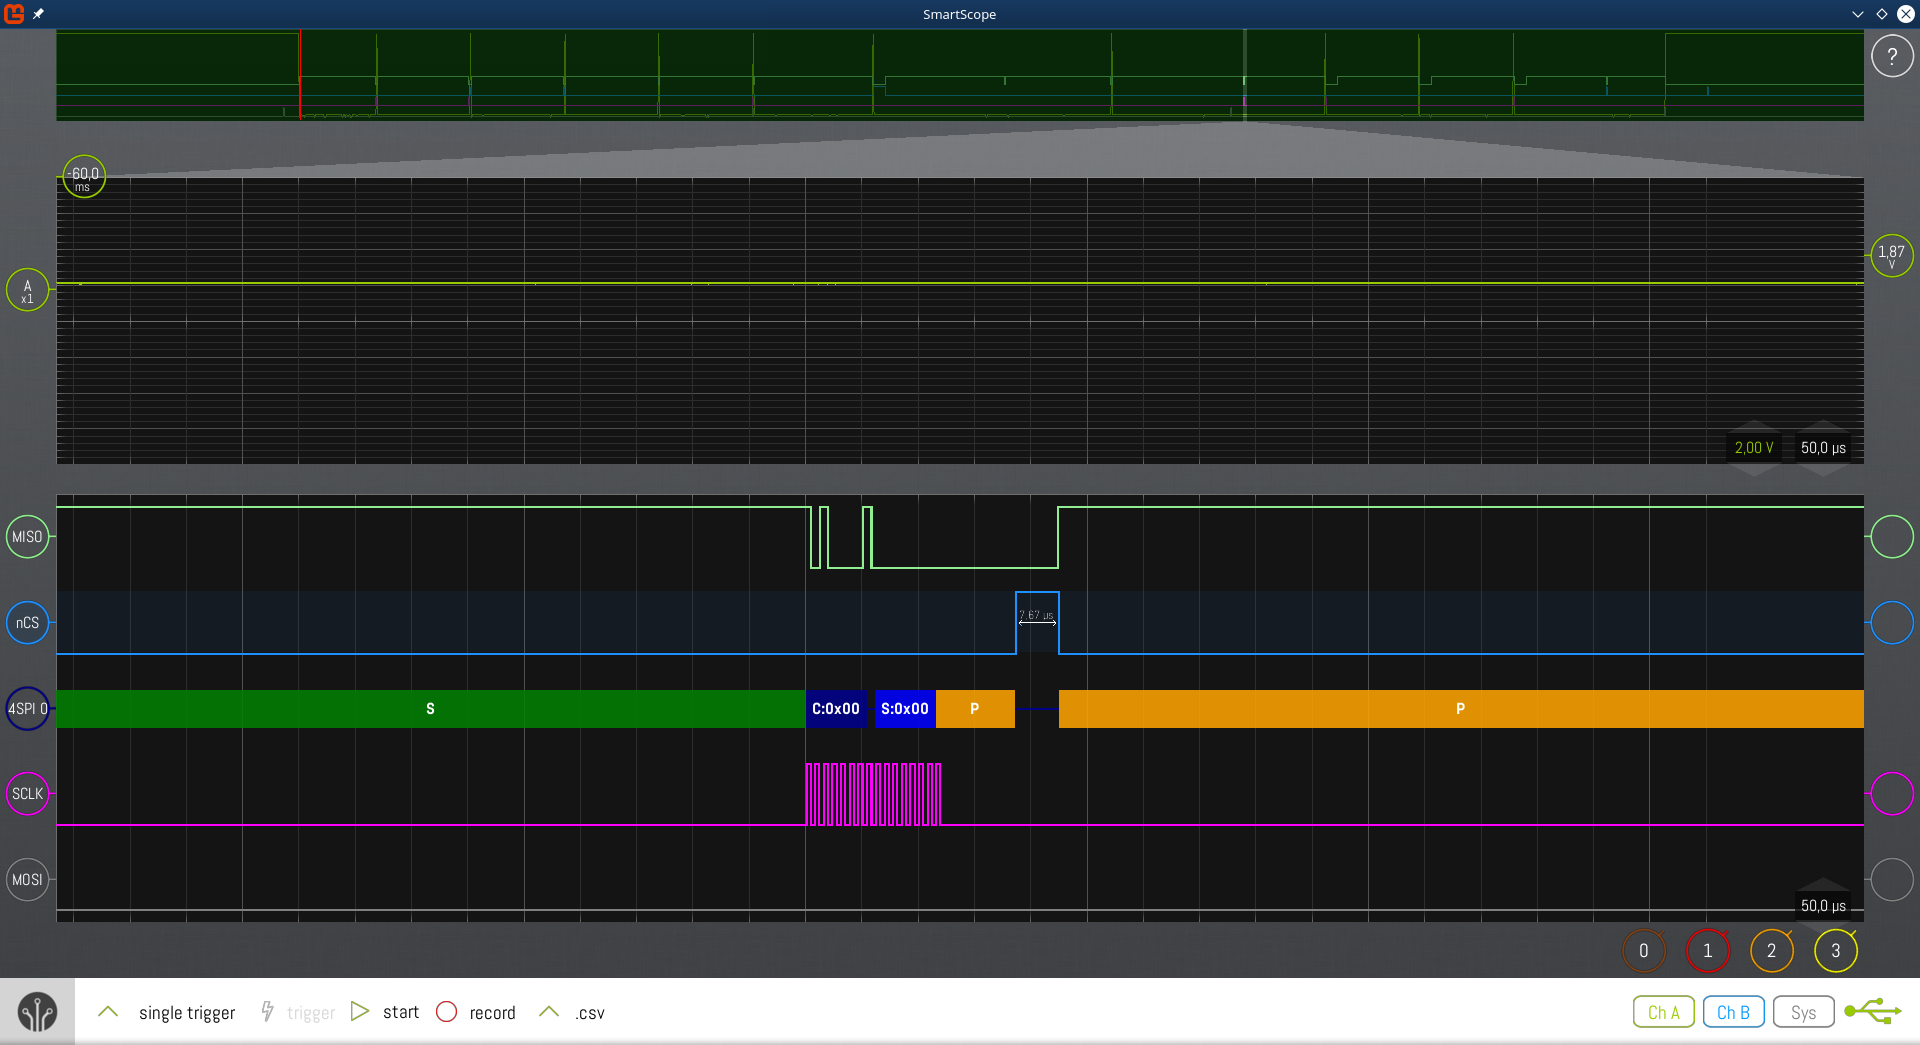 SmartScope
?
-60,0
ms
A
x1
1,87
V
2,00 V
50,0 µs
MISO
nCS
7.67 µs
4SPI 0
S
C:0x00
S:0x00
P
P
SCLK
MOSI
50,0 µs
0
1
2
3
single trigger
trigger
start
record
.csv
Ch A
Ch B
Sys